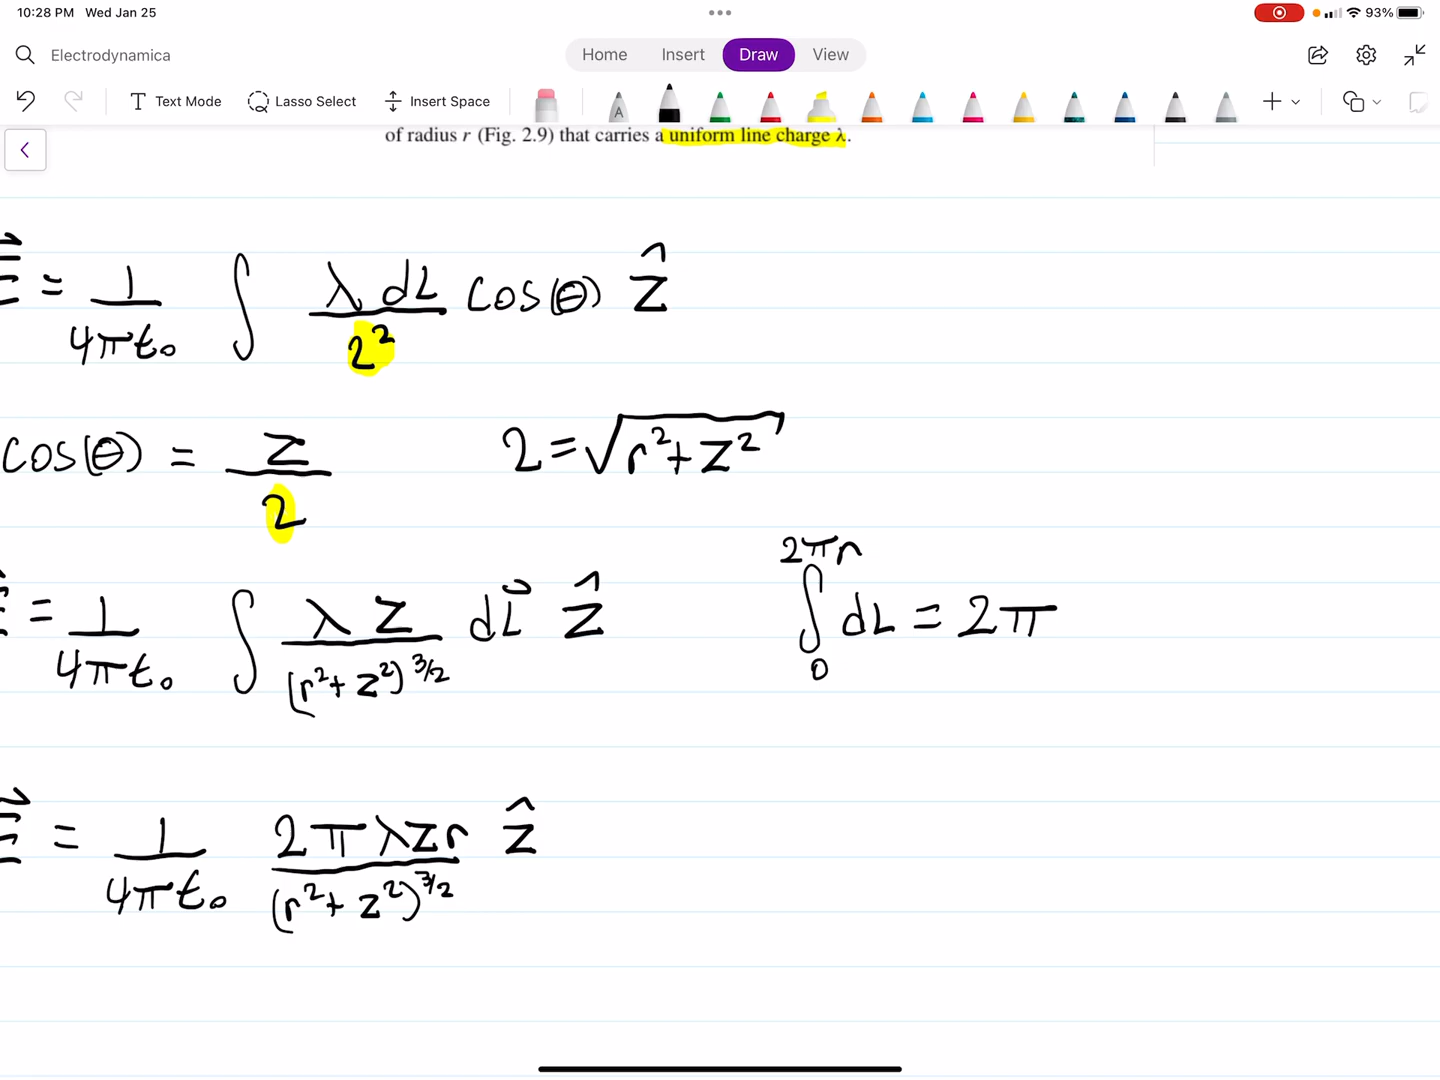 10:28 PM Wed Jan 25
93%
Electrodynamica
Home Insert Draw View
Text Mode Lasso Select Insert Space
of radius r (Fig. 2.9) that carries a uniform line charge λ.
E⃗ = 1/(4πε₀) ∫ (λ dL)/(2²) cos(θ) ẑ
cos(θ) = z/2    2 = √(r² + z²)
E⃗ = 1/(4πε₀) ∫ (λ z)/((r² + z²)^(3/2)) dL⃗ ẑ    ∫₀^(2πr) dL = 2π
E⃗ = 1/(4πε₀) (2πλzr)/((r² + z²)^(3/2)) ẑ